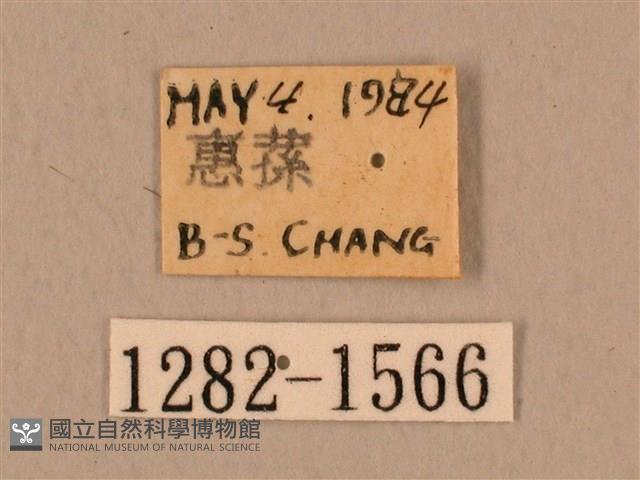 MAY 4. 1984
惠蓀
B-S. CHANG
1282-1566
國立自然科學博物館
NATIONAL MUSEUM OF NATURAL SCIENCE